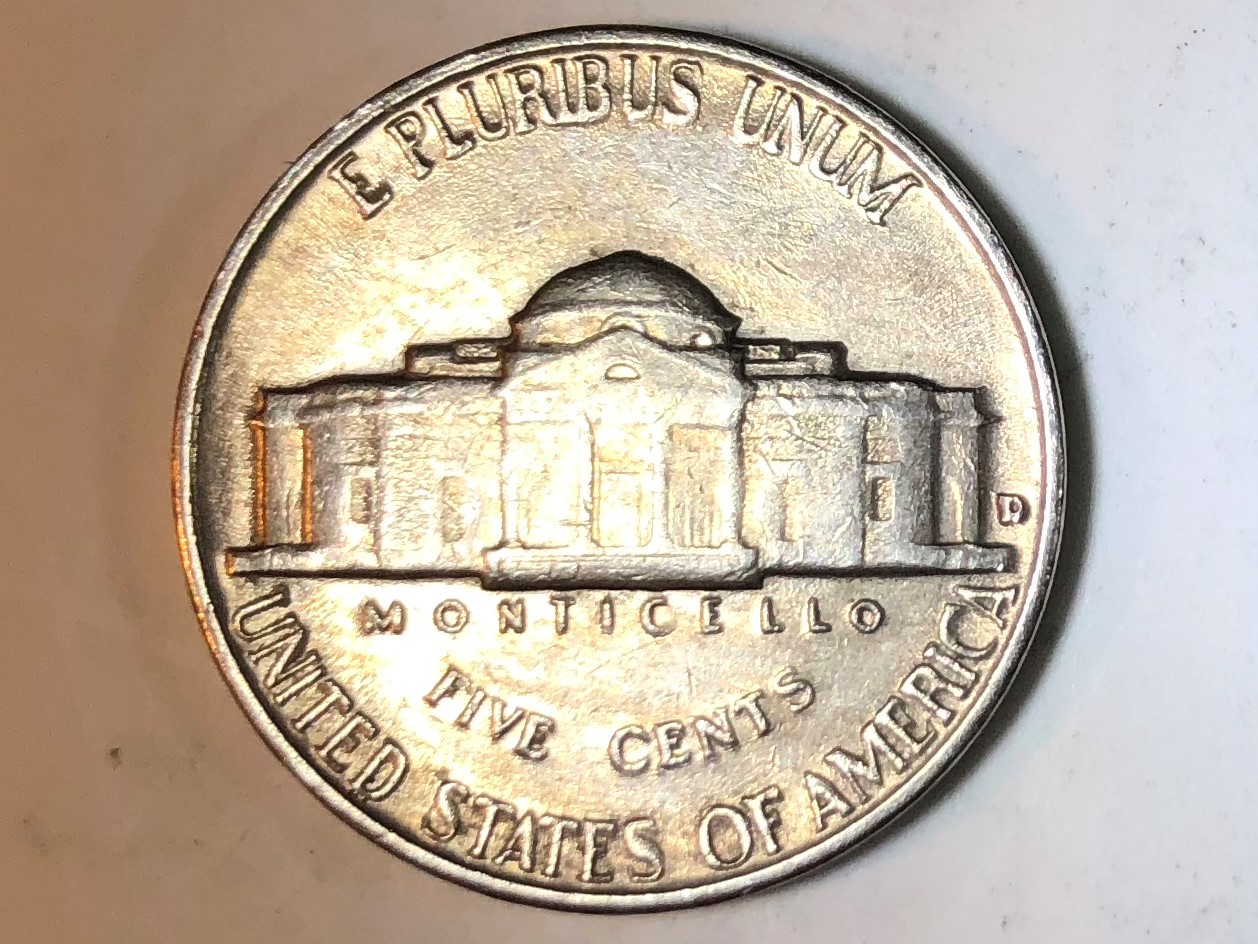 E PLURIBUS UNUM
D
MONTICELLO
FIVE CENTS
UNITED STATES OF AMERICA